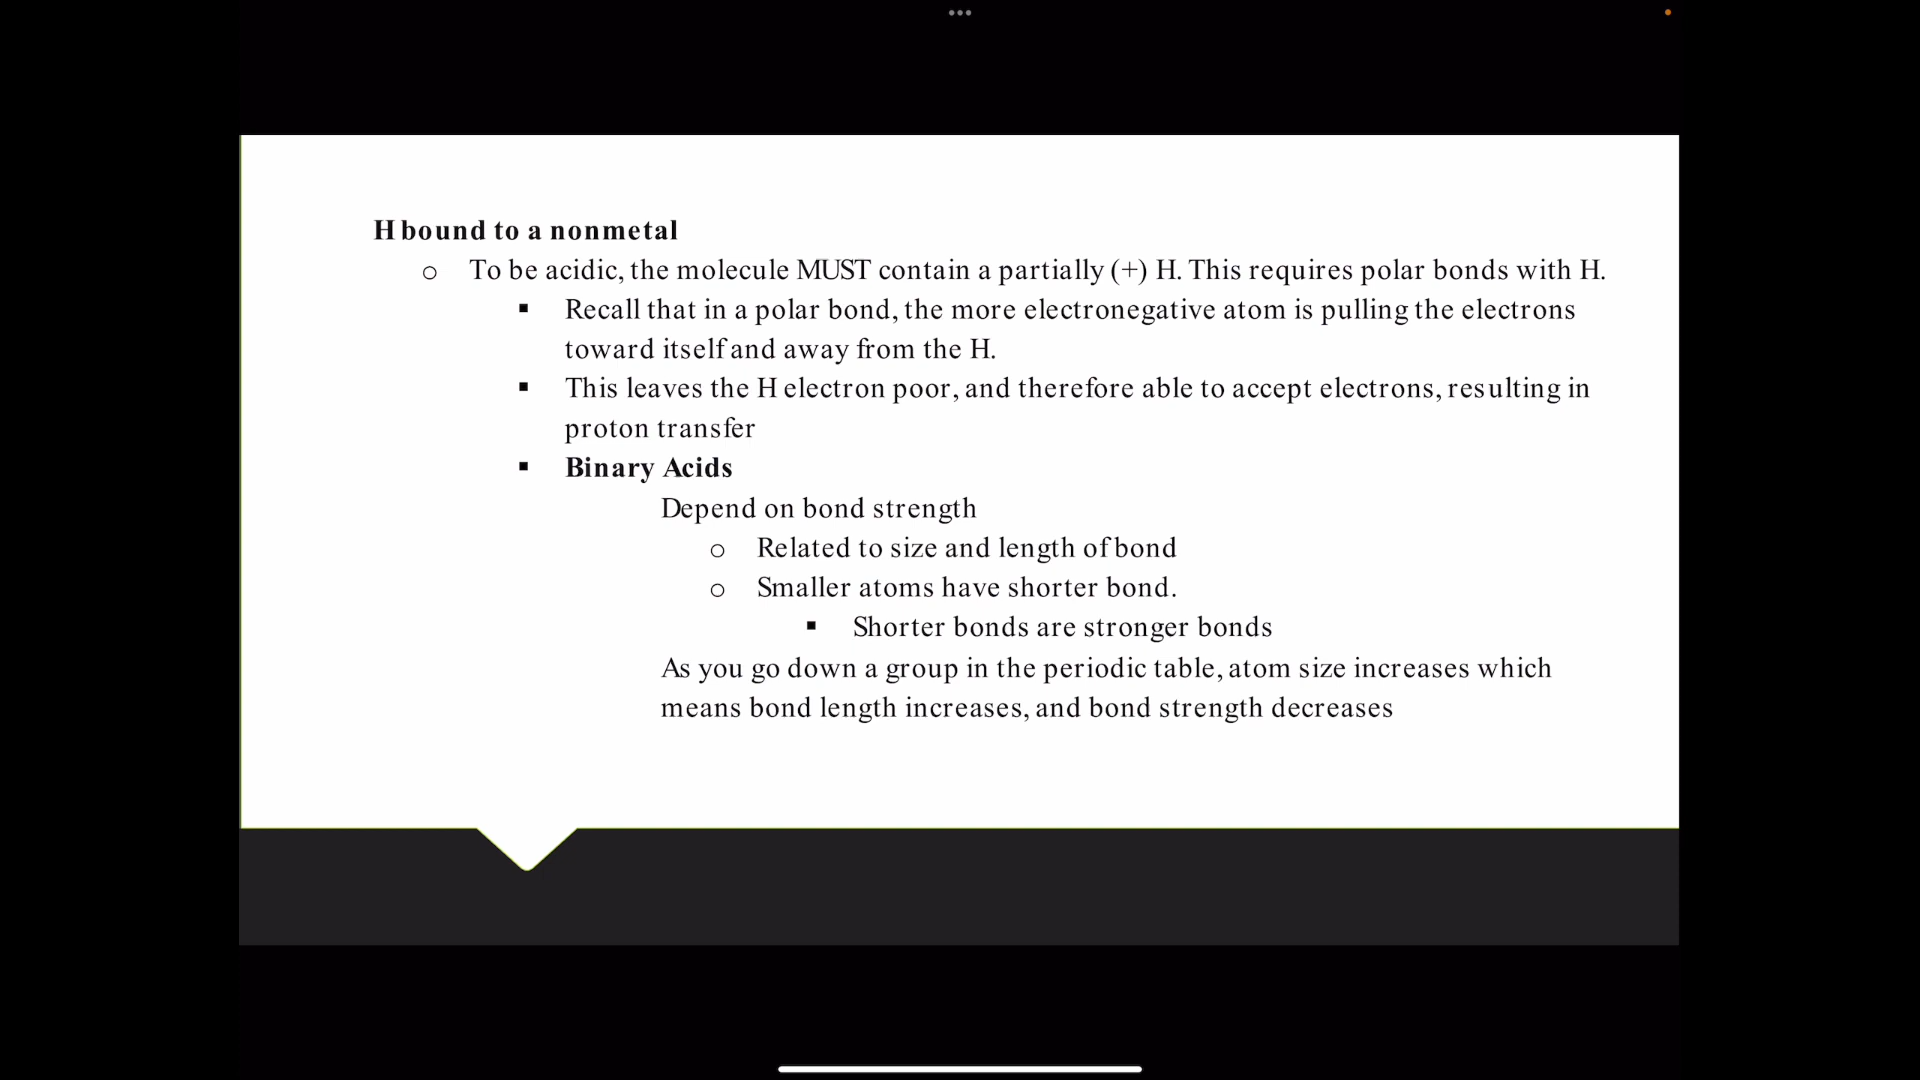 H bound to a nonmetal
o To be acidic, the molecule MUST contain a partially (+) H. This requires polar bonds with H.
▪ Recall that in a polar bond, the more electronegative atom is pulling the electrons
toward itself and away from the H.
▪ This leaves the H electron poor, and therefore able to accept electrons, resulting in
proton transfer
▪ Binary Acids
Depend on bond strength
o Related to size and length of bond
o Smaller atoms have shorter bond.
▪ Shorter bonds are stronger bonds
As you go down a group in the periodic table, atom size increases which
means bond length increases, and bond strength decreases